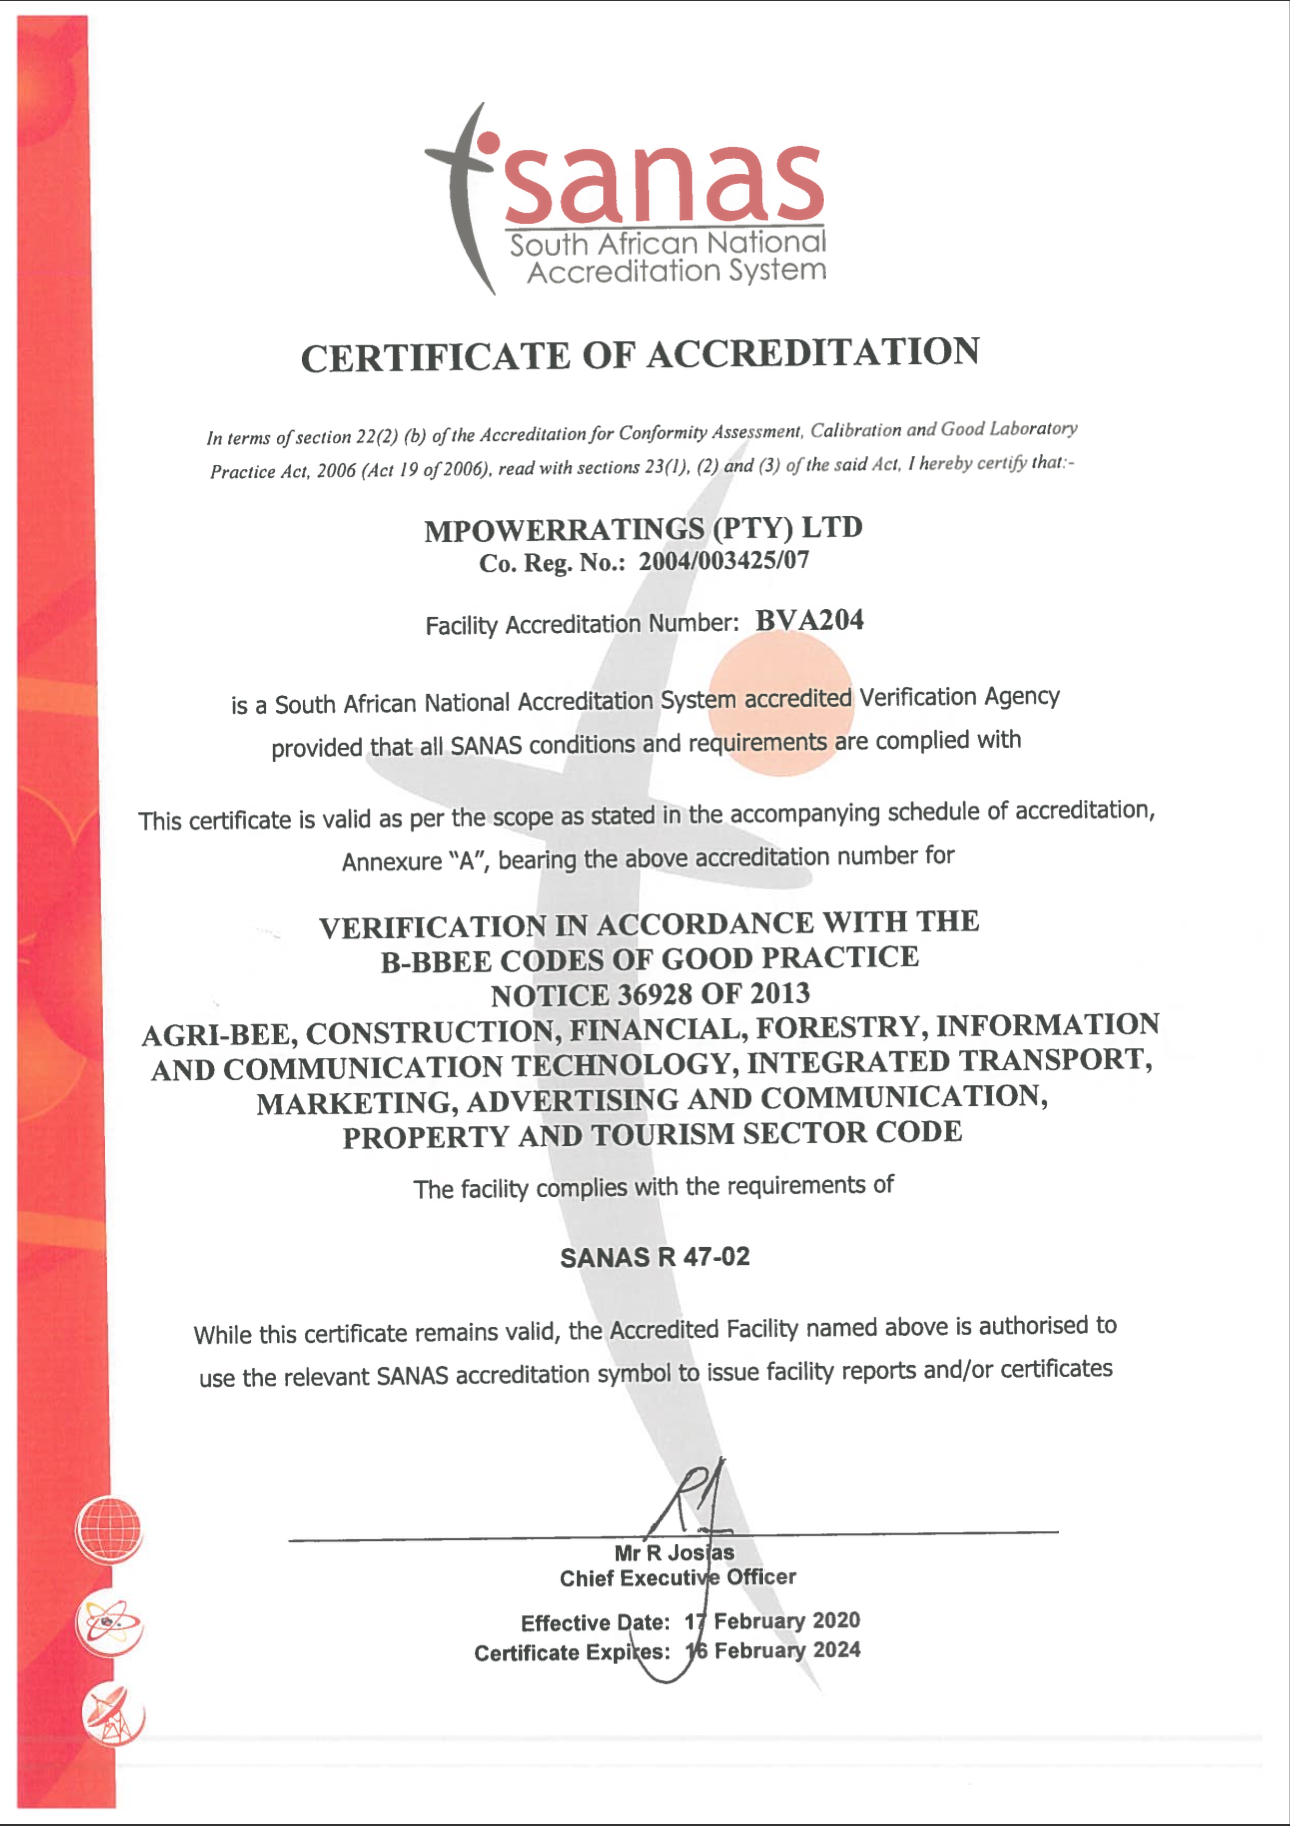 sanas
South African National
Accreditation System
CERTIFICATE OF ACCREDITATION
In terms of section 22(2) (b) of the Accreditation for Conformity Assessment, Calibration and Good Laboratory
Practice Act, 2006 (Act 19 of 2006), read with sections 23(1), (2) and (3) of the said Act, I hereby certify that:-
MPOWERRATINGS (PTY) LTD
Co. Reg. No.: 2004/003425/07
Facility Accreditation Number: BVA204
is a South African National Accreditation System accredited Verification Agency
provided that all SANAS conditions and requirements are complied with
This certificate is valid as per the scope as stated in the accompanying schedule of accreditation,
Annexure “A”, bearing the above accreditation number for
VERIFICATION IN ACCORDANCE WITH THE
B-BBEE CODES OF GOOD PRACTICE
NOTICE 36928 OF 2013
AGRI-BEE, CONSTRUCTION, FINANCIAL, FORESTRY, INFORMATION
AND COMMUNICATION TECHNOLOGY, INTEGRATED TRANSPORT,
MARKETING, ADVERTISING AND COMMUNICATION,
PROPERTY AND TOURISM SECTOR CODE
The facility complies with the requirements of
SANAS R 47-02
While this certificate remains valid, the Accredited Facility named above is authorised to
use the relevant SANAS accreditation symbol to issue facility reports and/or certificates
Mr R Josias
Chief Executive Officer
Effective Date: 17 February 2020
Certificate Expires: 16 February 2024